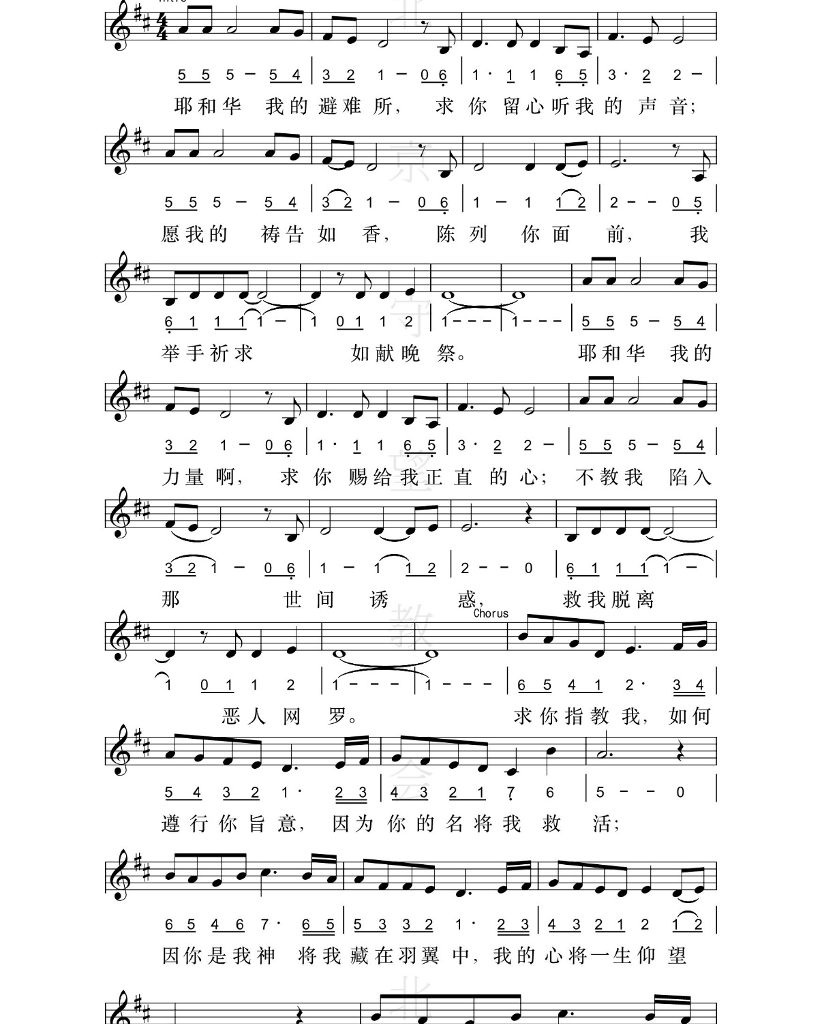 5 5 5 – 5 4 | 3 2 1 – 0 6 | 1 · 1 1 6 5 | 3 · 2 2 –
耶和华 我的避难所， 求你留心听我的声音；
5 5 5 – 5 4 | 3 2 1 – 0 6 | 1 – 1 1 2 | 2 – – 0 5
愿我的 祷告如香， 陈列 你面 前， 我
6 1 1 1 1 – | 1 0 1 1 2 | 1 – – – | 1 – – – | 5 5 5 – 5 4
举手祈求 如献晚祭。 耶和华 我的
3 2 1 – 0 6 | 1 · 1 1 6 5 | 3 · 2 2 – | 5 5 5 – 5 4
力量啊， 求你赐给我正直的心； 不教我 陷入
3 2 1 – 0 6 | 1 – 1 1 2 | 2 – – 0 | 6 1 1 1 1 –
那 世间诱 惑， 救我脱离
Chorus
1 0 1 1 2 | 1 – – – | 1 – – – | 6 5 4 1 2 · 3 4
恶人网罗。 求你指教我，如何
5 4 3 2 1 · 2 3 | 4 3 2 1 7 6 | 5 – – 0
遵行你旨意， 因为你的名将我救活；
6 5 4 6 7 · 6 5 | 5 3 3 2 1 · 2 3 | 4 3 2 1 2 1 2
因你是我神 将我藏在羽翼中，我的心将一生仰望
北
京
守
望
教
会
北